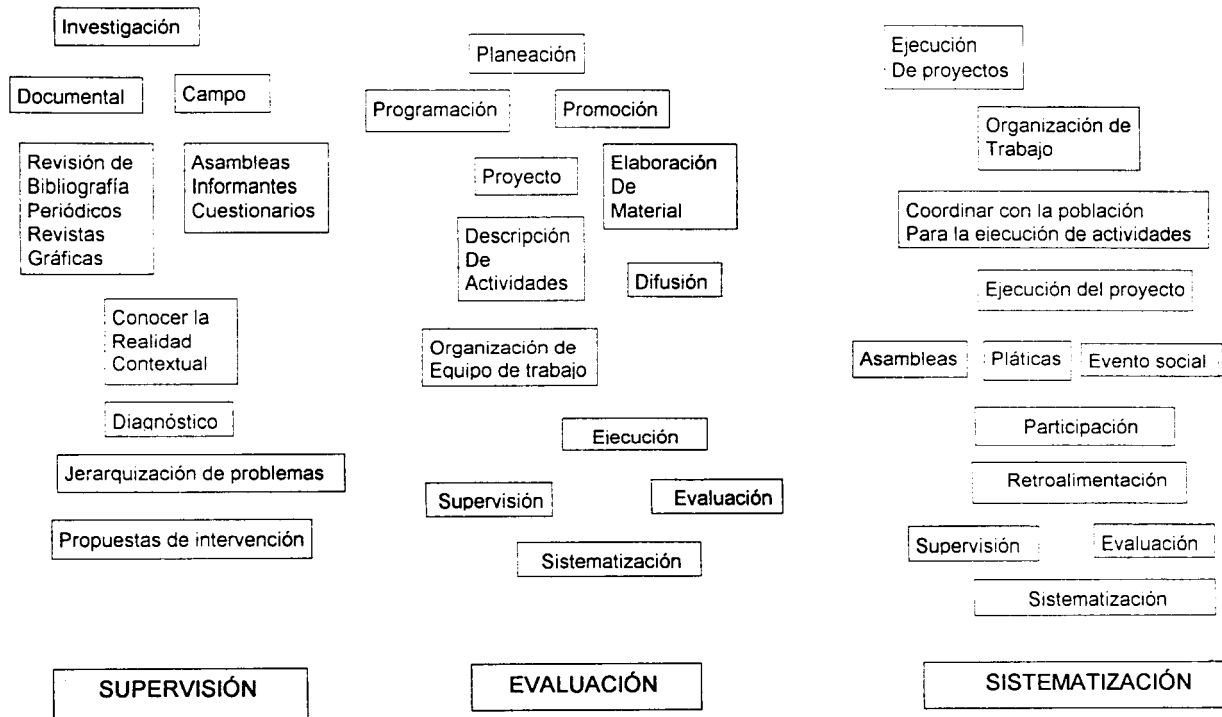 Investigación
Documental
Campo
Revisión de
Bibliografía
Periódicos
Revistas
Gráficas
Asambleas
Informantes
Cuestionarios
Conocer la
Realidad
Contextual
Diagnóstico
Jerarquización de problemas
Propuestas de intervención
SUPERVISIÓN
Planeación
Programación
Promoción
Proyecto
Elaboración
De
Material
Descripción
De
Actividades
Difusión
Organización de
Equipo de trabajo
Ejecución
Supervisión
Evaluación
Sistematización
EVALUACIÓN
Ejecución
De proyectos
Organización de
Trabajo
Coordinar con la población
Para la ejecución de actividades
Ejecución del proyecto
Asambleas
Pláticas
Evento social
Participación
Retroalimentación
Supervisión
Evaluación
Sistematización
SISTEMATIZACIÓN